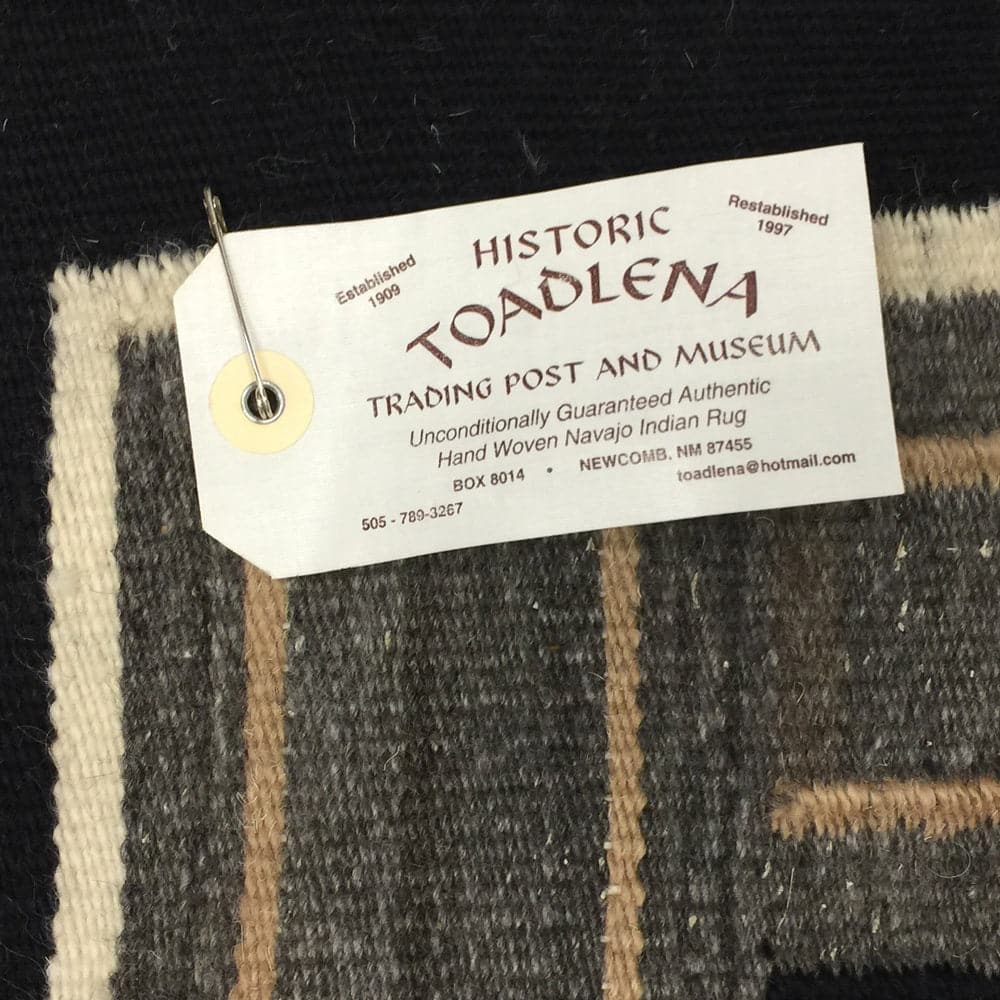 Established
1909
HISTORIC
Restablished
1997
TOADLENA
TRADING POST AND MUSEUM
Unconditionally Guaranteed Authentic
Hand Woven Navajo Indian Rug
BOX 8014 • NEWCOMB, NM 87455
505 - 789-3267 toadlena@hotmail.com